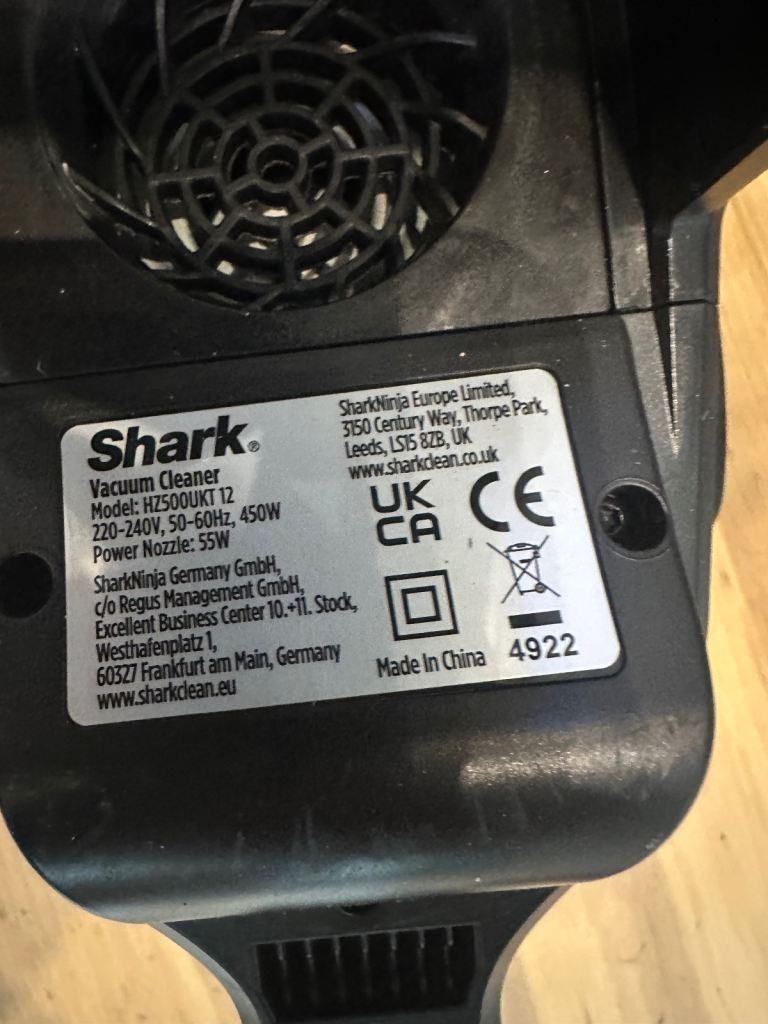 Shark®
Vacuum Cleaner
Model: HZ500UKT 12
220-240V, 50-60Hz, 450W
Power Nozzle: 55W
SharkNinja Germany GmbH,
c/o Regus Management GmbH,
Excellent Business Center 10.+11. Stock,
Westhafenplatz 1,
60327 Frankfurt am Main, Germany
www.sharkclean.eu
SharkNinja Europe Limited,
3150 Century Way, Thorpe Park,
Leeds, LS15 8ZB, UK
www.sharkclean.co.uk
UK
CA
CE
Made In China
4922